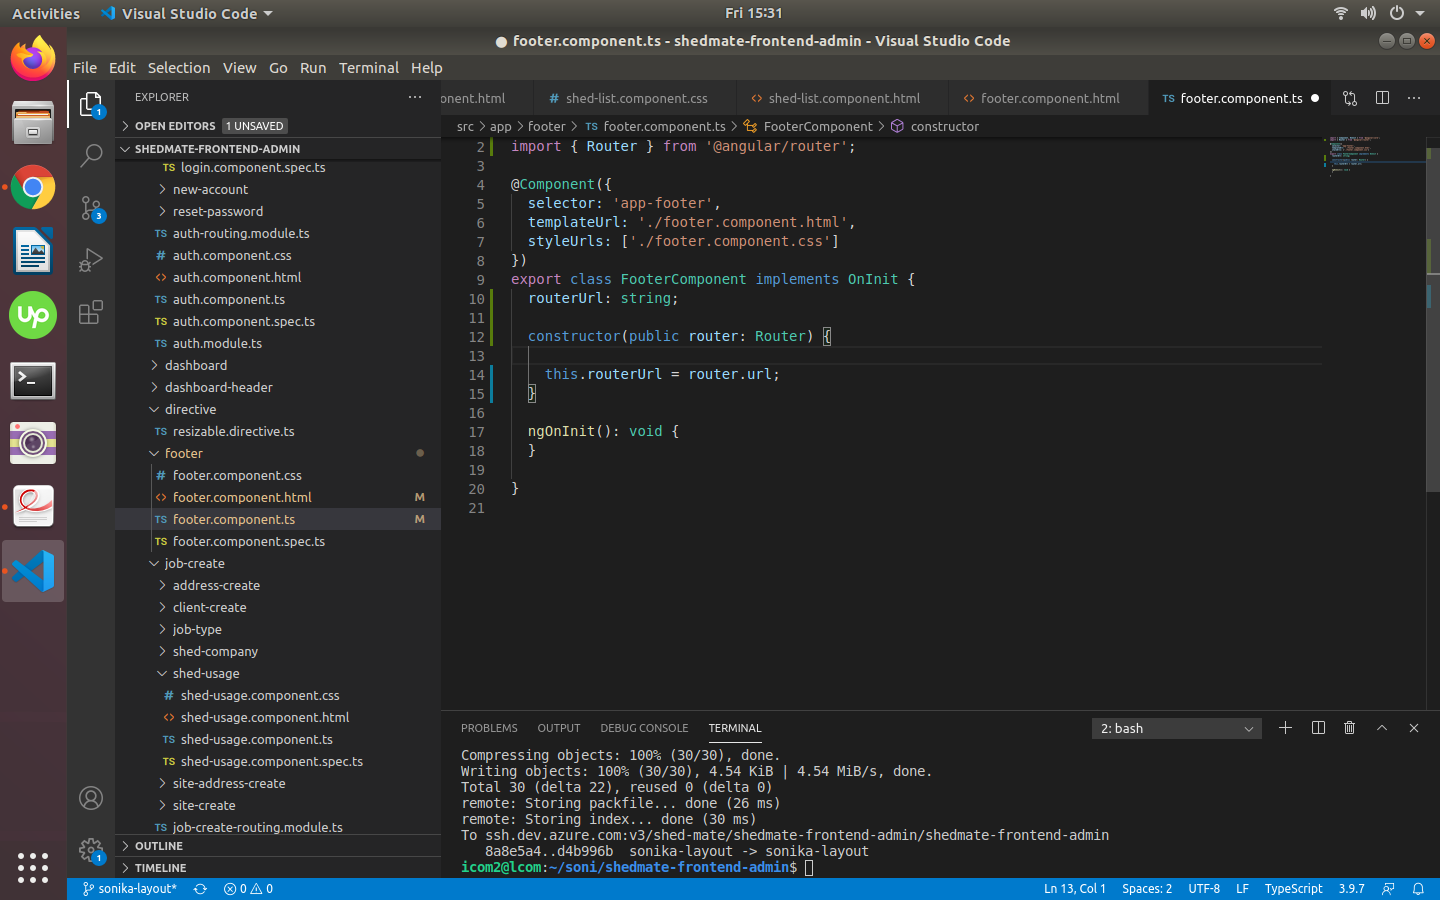 Activities
Visual Studio Code
Fri 15:31
● footer.component.ts - shedmate-frontend-admin - Visual Studio Code
File Edit Selection View Go Run Terminal Help
EXPLORER
OPEN EDITORS 1 UNSAVED
SHEDMATE-FRONTEND-ADMIN
TS login.component.spec.ts
new-account
reset-password
TS auth-routing.module.ts
# auth.component.css
<> auth.component.html
TS auth.component.ts
TS auth.component.spec.ts
TS auth.module.ts
dashboard
dashboard-header
directive
TS resizable.directive.ts
footer
# footer.component.css
<> footer.component.html M
TS footer.component.ts M
TS footer.component.spec.ts
job-create
address-create
client-create
job-type
shed-company
shed-usage
# shed-usage.component.css
<> shed-usage.component.html
TS shed-usage.component.ts
TS shed-usage.component.spec.ts
site-address-create
site-create
TS job-create-routing.module.ts
OUTLINE
TIMELINE
1
3
1
up
onent.html
# shed-list.component.css
<> shed-list.component.html
<> footer.component.html
TS footer.component.ts ●
src > app > footer > TS footer.component.ts > FooterComponent > constructor
2 import { Router } from '@angular/router';
3
4 @Component({
5 selector: 'app-footer',
6 templateUrl: './footer.component.html',
7 styleUrls: ['./footer.component.css']
8 })
9 export class FooterComponent implements OnInit {
10 routerUrl: string;
11
12 constructor(public router: Router) {
13
14 this.routerUrl = router.url;
15 }
16
17 ngOnInit(): void {
18 }
19
20 }
21
PROBLEMS OUTPUT DEBUG CONSOLE TERMINAL
2: bash
Compressing objects: 100% (30/30), done.
Writing objects: 100% (30/30), 4.54 KiB | 4.54 MiB/s, done.
Total 30 (delta 22), reused 0 (delta 0)
remote: Storing packfile... done (26 ms)
remote: Storing index... done (30 ms)
To ssh.dev.azure.com:v3/shed-mate/shedmate-frontend-admin/shedmate-frontend-admin
8a8e5a4..d4b996b sonika-layout -> sonika-layout
icom2@lcom:~/soni/shedmate-frontend-admin$
sonika-layout* 0 0
Ln 13, Col 1 Spaces: 2 UTF-8 LF TypeScript 3.9.7